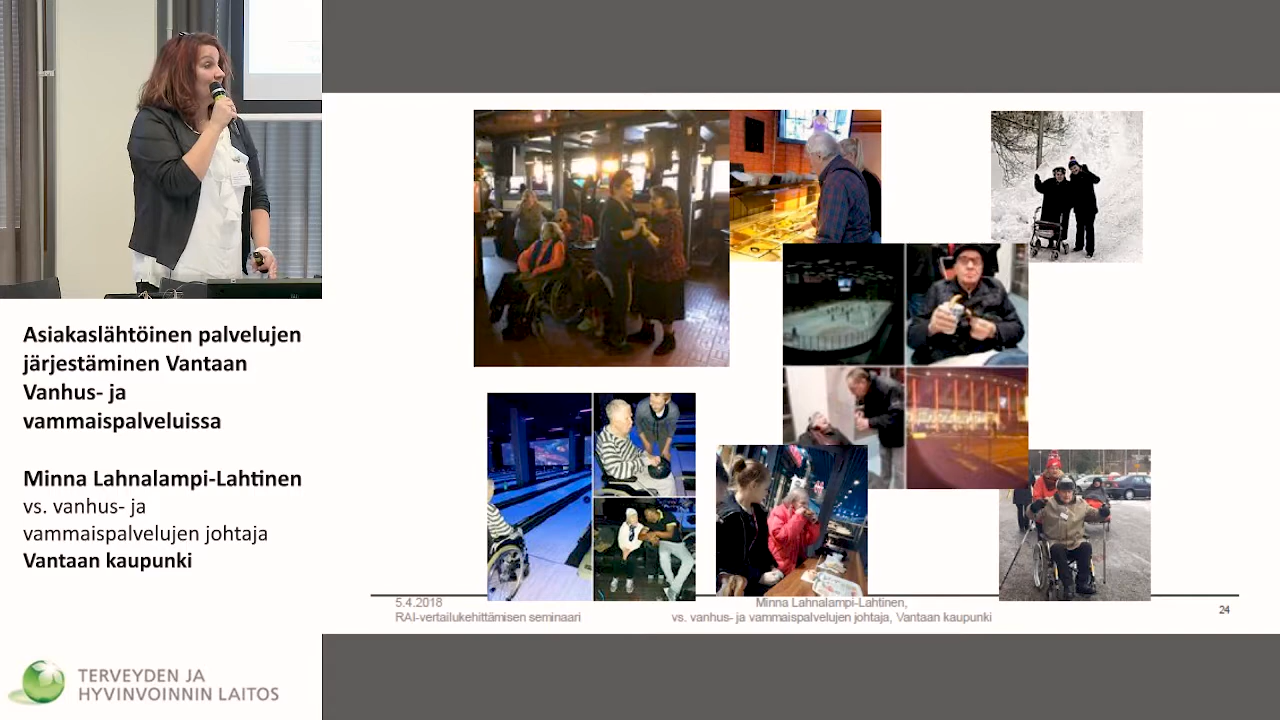 Asiakaslähtöinen palvelujen
järjestäminen Vantaan
Vanhus- ja
vammaispalveluissa
Minna Lahnalampi-Lahtinen
vs. vanhus- ja
vammaispalvelujen johtaja
Vantaan kaupunki
TERVEYDEN JA
HYVINVOINNIN LAITOS
5.4.2018
RAI-vertailukehittämisen seminaari
Minna Lahnalampi-Lahtinen,
vs. vanhus- ja vammaispalvelujen johtaja, Vantaan kaupunki
24